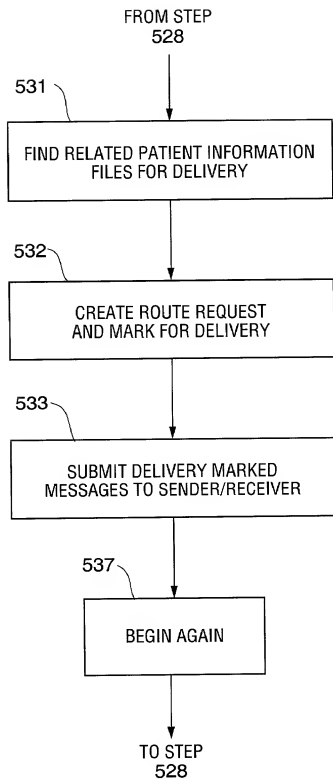 FROM STEP
528
531
FIND RELATED PATIENT INFORMATION
FILES FOR DELIVERY
532
CREATE ROUTE REQUEST
AND MARK FOR DELIVERY
533
SUBMIT DELIVERY MARKED
MESSAGES TO SENDER/RECEIVER
537
BEGIN AGAIN
TO STEP
528